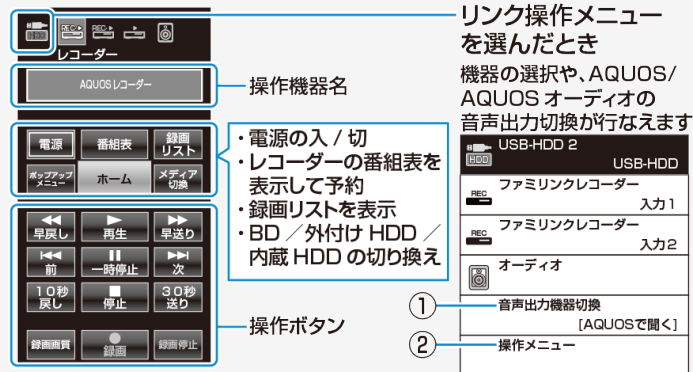 HDD
REC
REC
レコーダー
AQUOSレコーダー
操作機器名
電源
番組表
録画
リスト
ポップアップ
メニュー
ホーム
メディア
切換
・電源の入 / 切
・レコーダーの番組表を
表示して予約
・録画リストを表示
・BD ／外付け HDD ／
内蔵 HDD の切り換え
早戻し
再生
早送り
前
一時停止
次
10秒
戻し
停止
30秒
送り
録画画質
録画
録画停止
操作ボタン
リンク操作メニュー
を選んだとき
機器の選択や、AQUOS/
AQUOS オーディオの
音声出力切換が行なえます
HDD
USB-HDD 2
USB-HDD
REC
ファミリンクレコーダー
入力1
REC
ファミリンクレコーダー
入力2
オーディオ
①
音声出力機器切換
[AQUOSで聞く]
②
操作メニュー